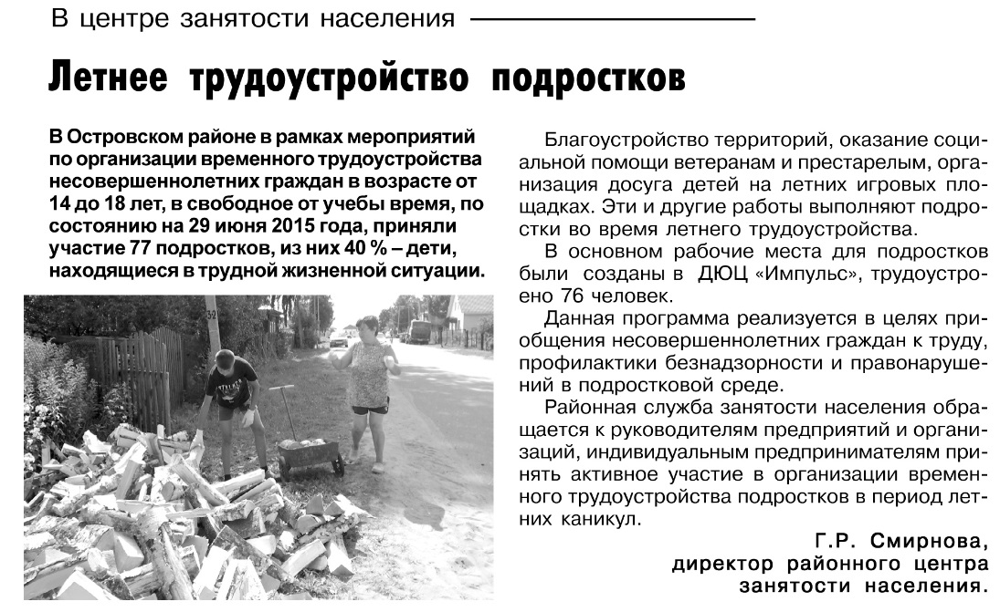 В центре занятости населения
Летнее трудоустройство подростков
В Островском районе в рамках мероприятий
по организации временного трудоустройства
несовершеннолетних граждан в возрасте от
14 до 18 лет, в свободное от учебы время, по
состоянию на 29 июня 2015 года, приняли
участие 77 подростков, из них 40 % – дети,
находящиеся в трудной жизненной ситуации.
32
Благоустройство территорий, оказание соци-
альной помощи ветеранам и престарелым, орга-
низация досуга детей на летних игровых пло-
щадках. Эти и другие работы выполняют подро-
стки во время летнего трудоустройства.
В основном рабочие места для подростков
были созданы в ДЮЦ «Импульс», трудоустро-
ено 76 человек.
Данная программа реализуется в целях при-
общения несовершеннолетних граждан к труду,
профилактики безнадзорности и правонаруше-
ний в подростковой среде.
Районная служба занятости населения обра-
щается к руководителям предприятий и органи-
заций, индивидуальным предпринимателям при-
нять активное участие в организации времен-
ного трудоустройства подростков в период лет-
них каникул.
Г.Р. Смирнова,
директор районного центра
занятости населения.